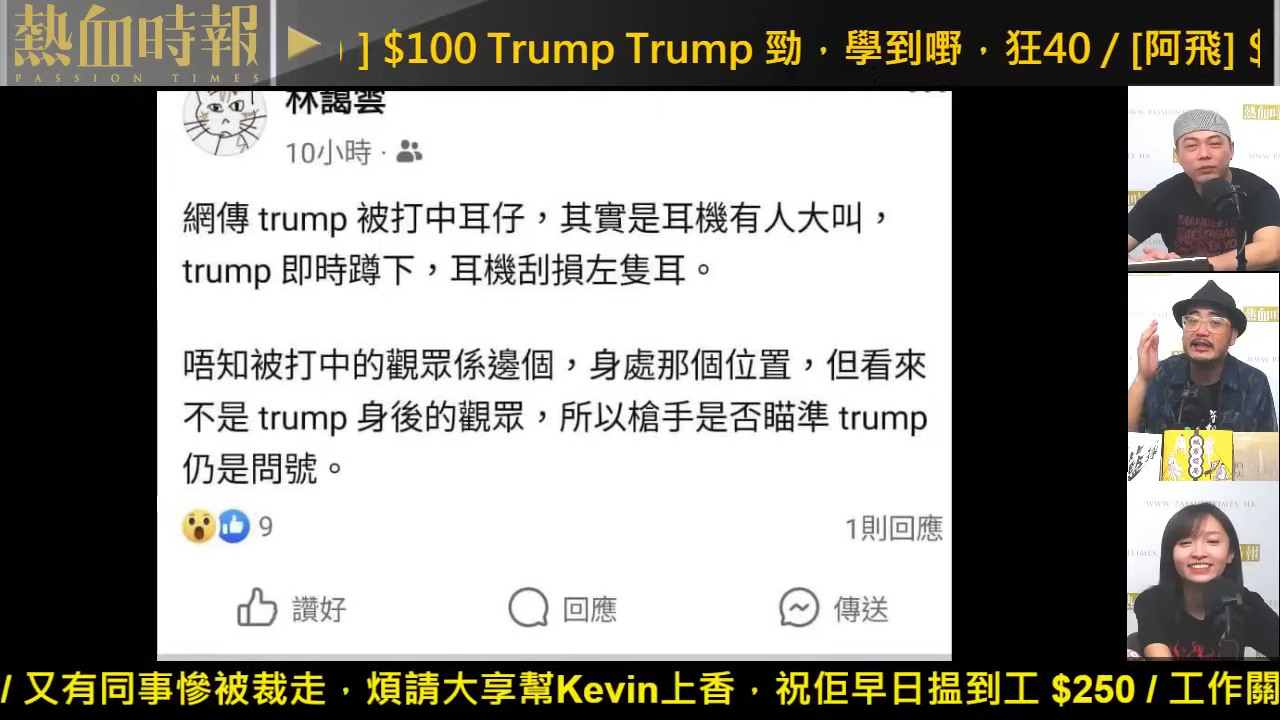 熱血時報
PASSION TIMES
] $100 Trump Trump 勁，學到嘢，狂40 / [阿飛] $
林藹雲
10小時 ·
網傳 trump 被打中耳仔，其實是耳機有人大叫，
trump 即時蹲下，耳機刮損左隻耳。
唔知被打中的觀眾係邊個，身處那個位置，但看來
不是 trump 身後的觀眾，所以槍手是否瞄準 trump
仍是問號。
9
1則回應
讚好
回應
傳送
WWW PASSIONTIMES HK
/ 又有同事慘被裁走，煩請大享幫Kevin上香，祝佢早日搵到工 $250 / 工作關